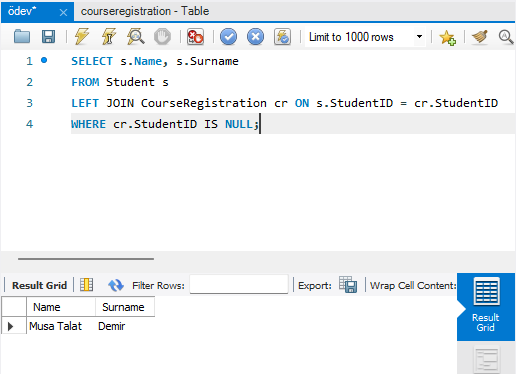 ödev* × courseregistration - Table
Limit to 1000 rows
1 SELECT s.Name, s.Surname
2 FROM Student s
3 LEFT JOIN CourseRegistration cr ON s.StudentID = cr.StudentID
4 WHERE cr.StudentID IS NULL;
Result Grid Filter Rows: Export: Wrap Cell Content:
Name Surname
Musa Talat Demir
Result
Grid